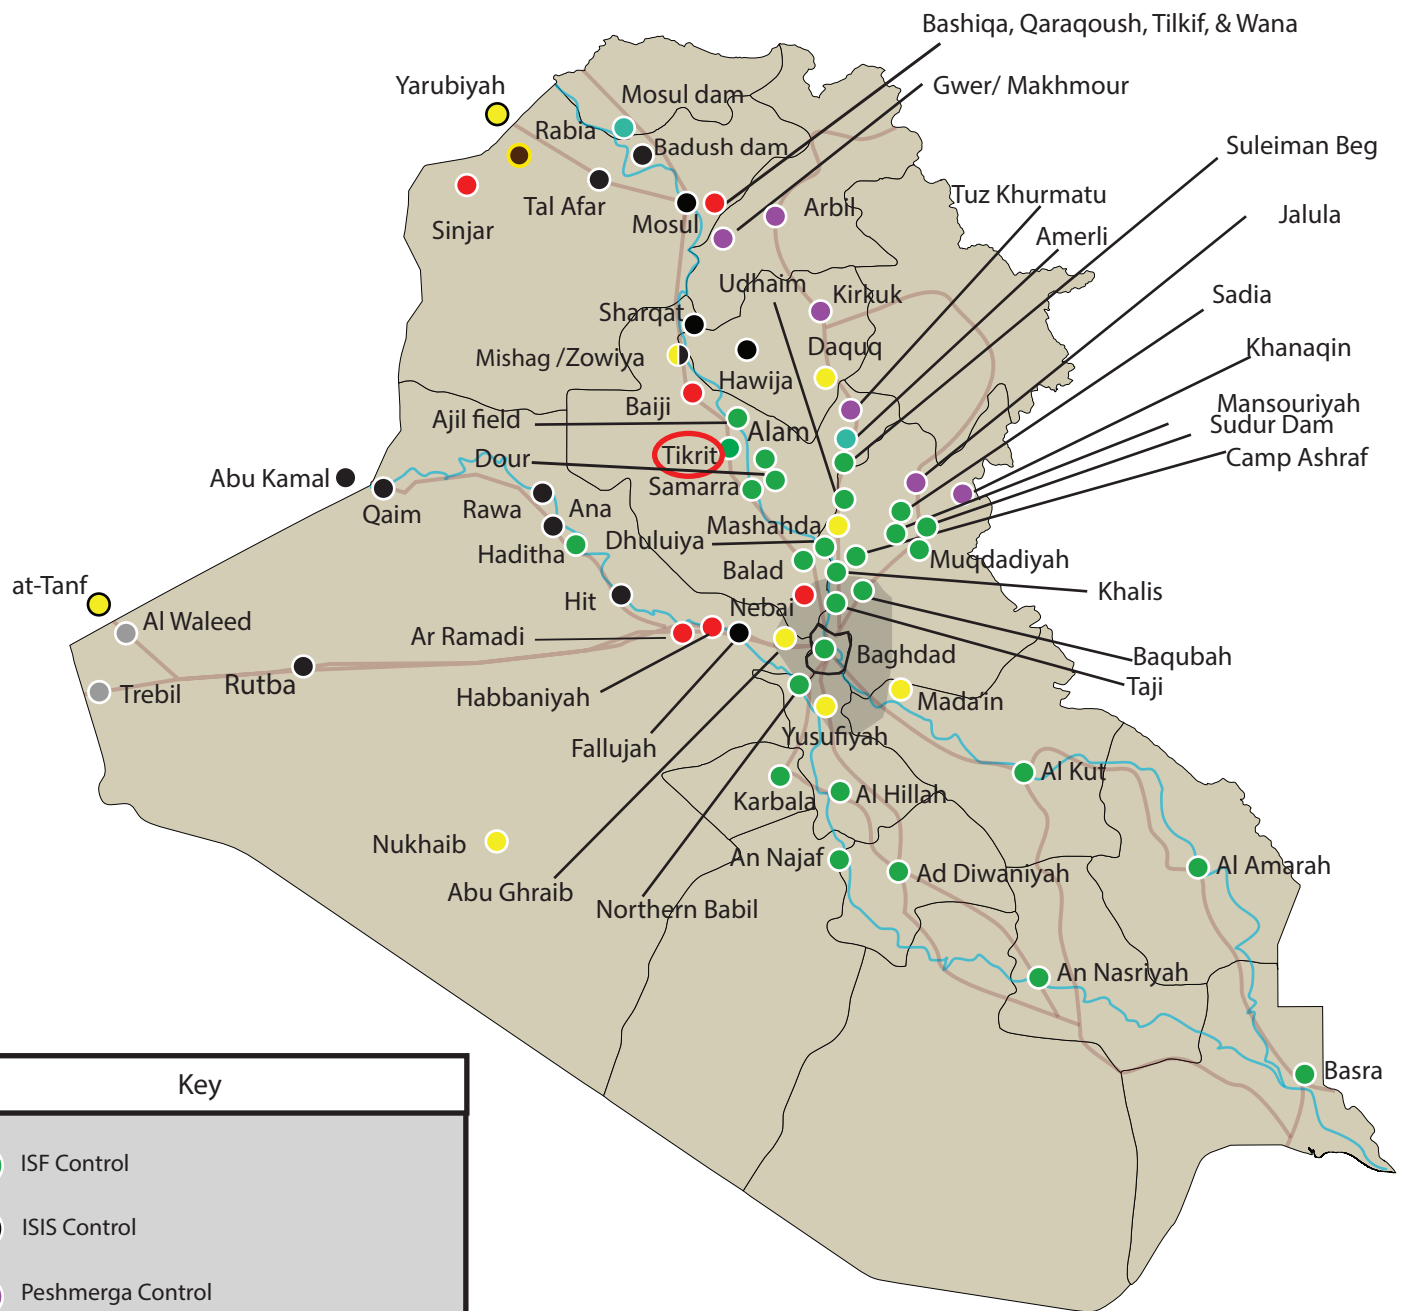 Bashiqa, Qaraqoush, Tilkif, & Wana
Yarubiyah
Mosul dam
Gwer/ Makhmour
Rabia
Badush dam
Suleiman Beg
Tal Afar
Tuz Khurmatu
Sinjar
Mosul
Arbil
Jalula
Amerli
Udhaim
Kirkuk
Sadia
Sharqat
Mishag /Zowiya
Daquq
Khanaqin
Hawija
Baiji
Mansouriyah
Ajil field
Alam
Sudur Dam
Tikrit
Dour
Camp Ashraf
Abu Kamal
Samarra
Qaim
Rawa
Ana
Mashahda
Haditha
Dhuluiya
Balad
Muqdadiyah
at-Tanf
Khalis
Al Waleed
Hit
Nebai
Ar Ramadi
Baghdad
Baqubah
Rutba
Trebil
Habbaniyah
Taji
Mada'in
Fallujah
Yusufiyah
Al Kut
Karbala
Al Hillah
Nukhaib
An Najaf
Al Amarah
Abu Ghraib
Ad Diwaniyah
Northern Babil
An Nasriyah
Basra
Key
ISF Control
ISIS Control
Peshmerga Control